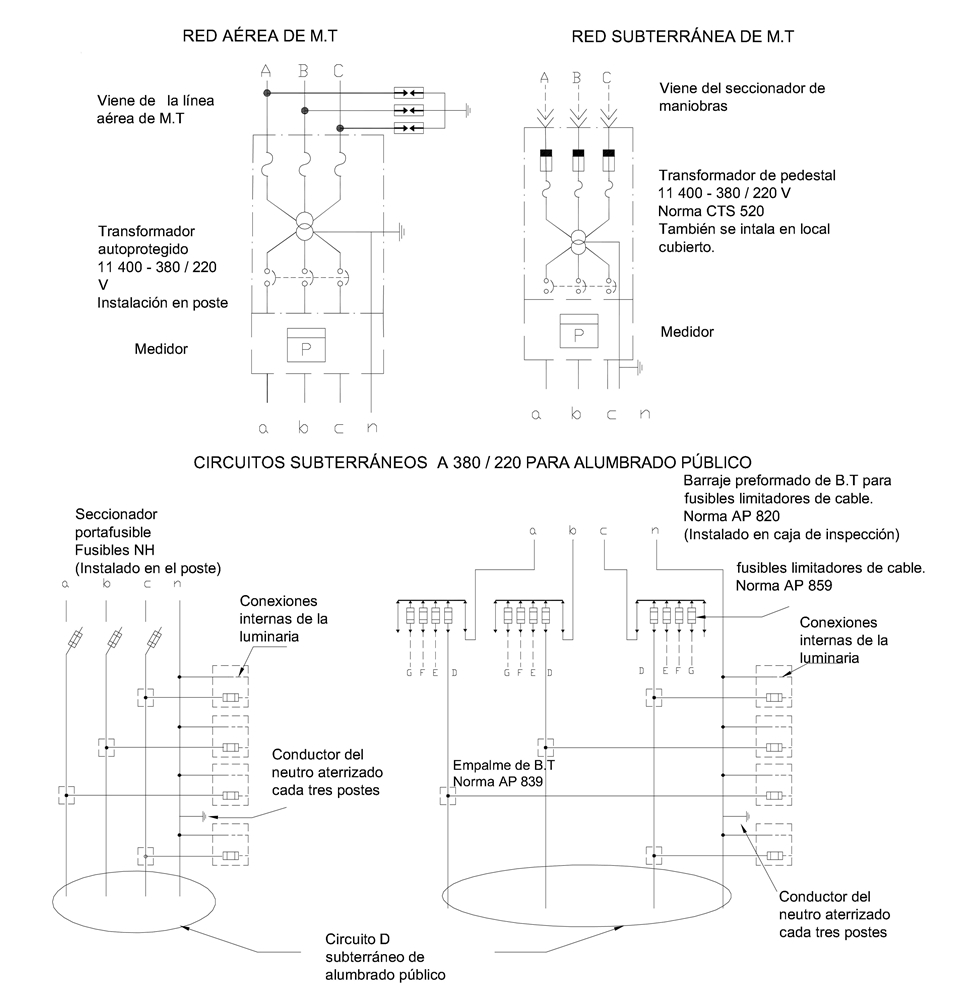 RED AÉREA DE M.T
A B C
Viene de la línea
aérea de M.T
Transformador
autoprotegido
11 400 - 380 / 220
V
Instalación en poste
Medidor
P
a b c n
RED SUBTERRÁNEA DE M.T
A B C
Viene del seccionador de
maniobras
Transformador de pedestal
11 400 - 380 / 220 V
Norma CTS 520
También se intala en local
cubierto.
Medidor
P
a b c n
CIRCUITOS SUBTERRÁNEOS A 380 / 220 PARA ALUMBRADO PÚBLICO
Seccionador
portafusible
Fusibles NH
(Instalado en el poste)
a b c n
Conexiones
internas de la
luminaria
Conductor del
neutro aterrizado
cada tres postes
Barraje preformado de B.T para
fusibles limitadores de cable.
Norma AP 820
(Instalado en caja de inspección)
a b c n
fusibles limitadores de cable.
Norma AP 859
G F E D
G F E D
D E F G
Conexiones
internas de la
luminaria
Empalme de B.T
Norma AP 839
Conductor del
neutro aterrizado
cada tres postes
Circuito D
subterráneo de
alumbrado público